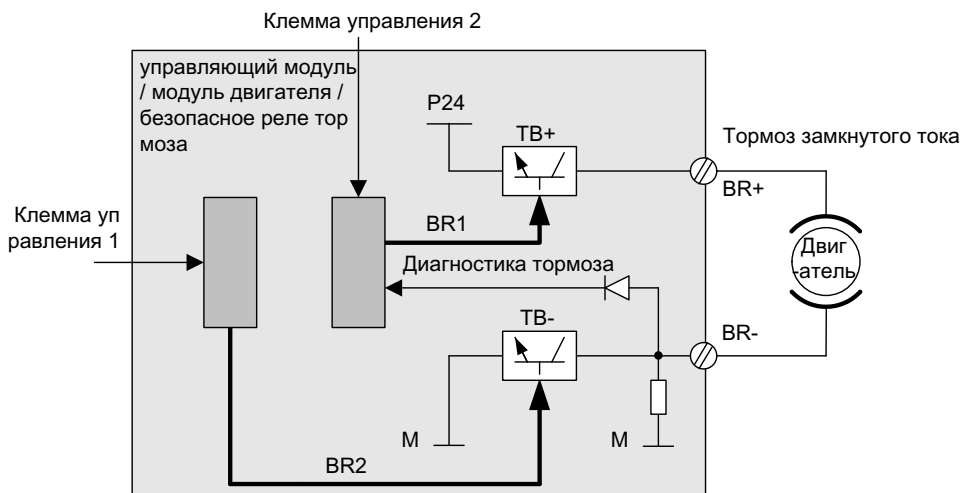 Клемма управления 2
управляющий модуль
/ модуль двигателя /
безопасное реле тор
моза
P24
TB+
Тормоз замкнутого тока
BR+
Клемма уп
равления 1
BR1
Двиг
-атель
Диагностика тормоза
TB-
BR-
M
M
BR2